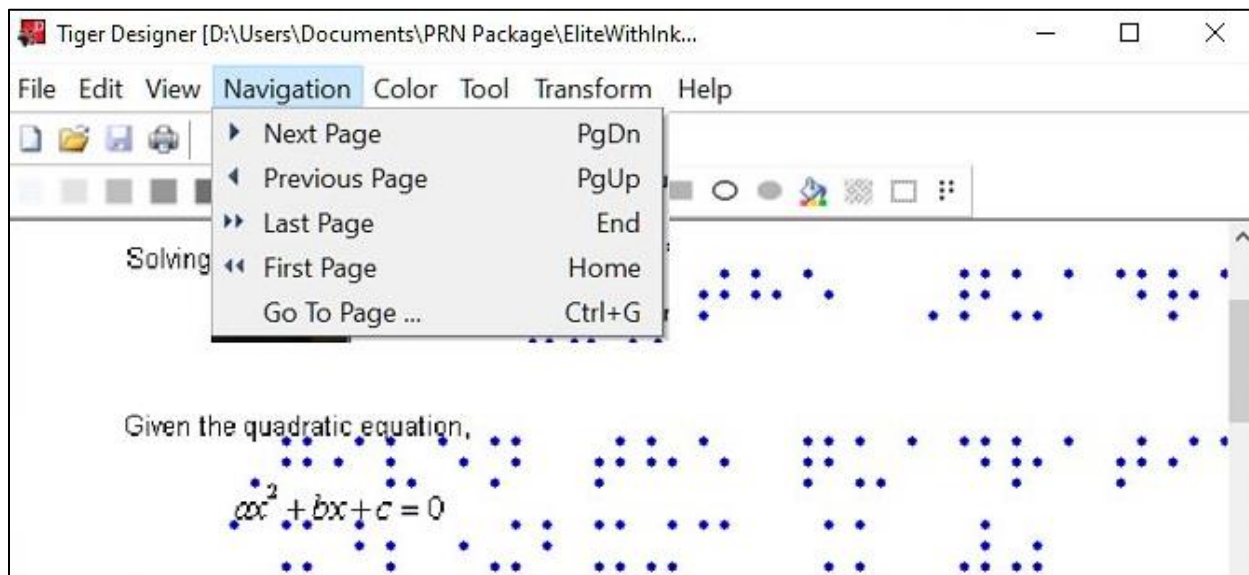 Tiger Designer [D:\Users\Documents\PRN Package\EliteWithInk...
File Edit View Navigation Color Tool Transform Help
Next Page PgDn
Previous Page PgUp
Last Page End
First Page Home
Go To Page ... Ctrl+G
Solving
Given the quadratic equation,
ax² + bx + c = 0